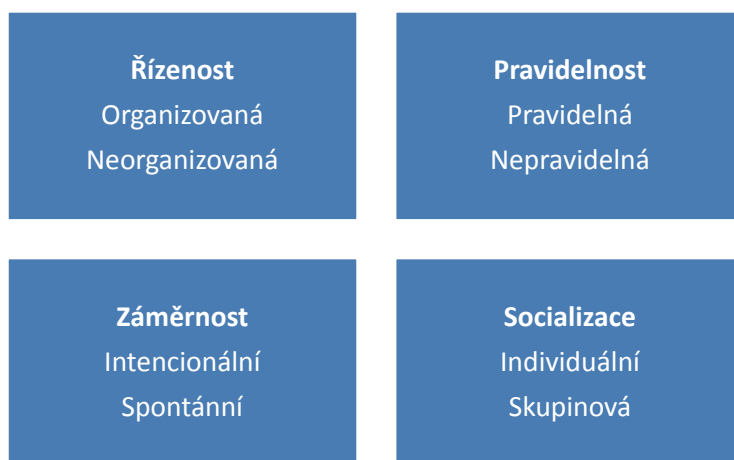 Řízenost
Organizovaná
Neorganizovaná
Pravidelnost
Pravidelná
Nepravidelná
Záměrnost
Intencionální
Spontánní
Socializace
Individuální
Skupinová